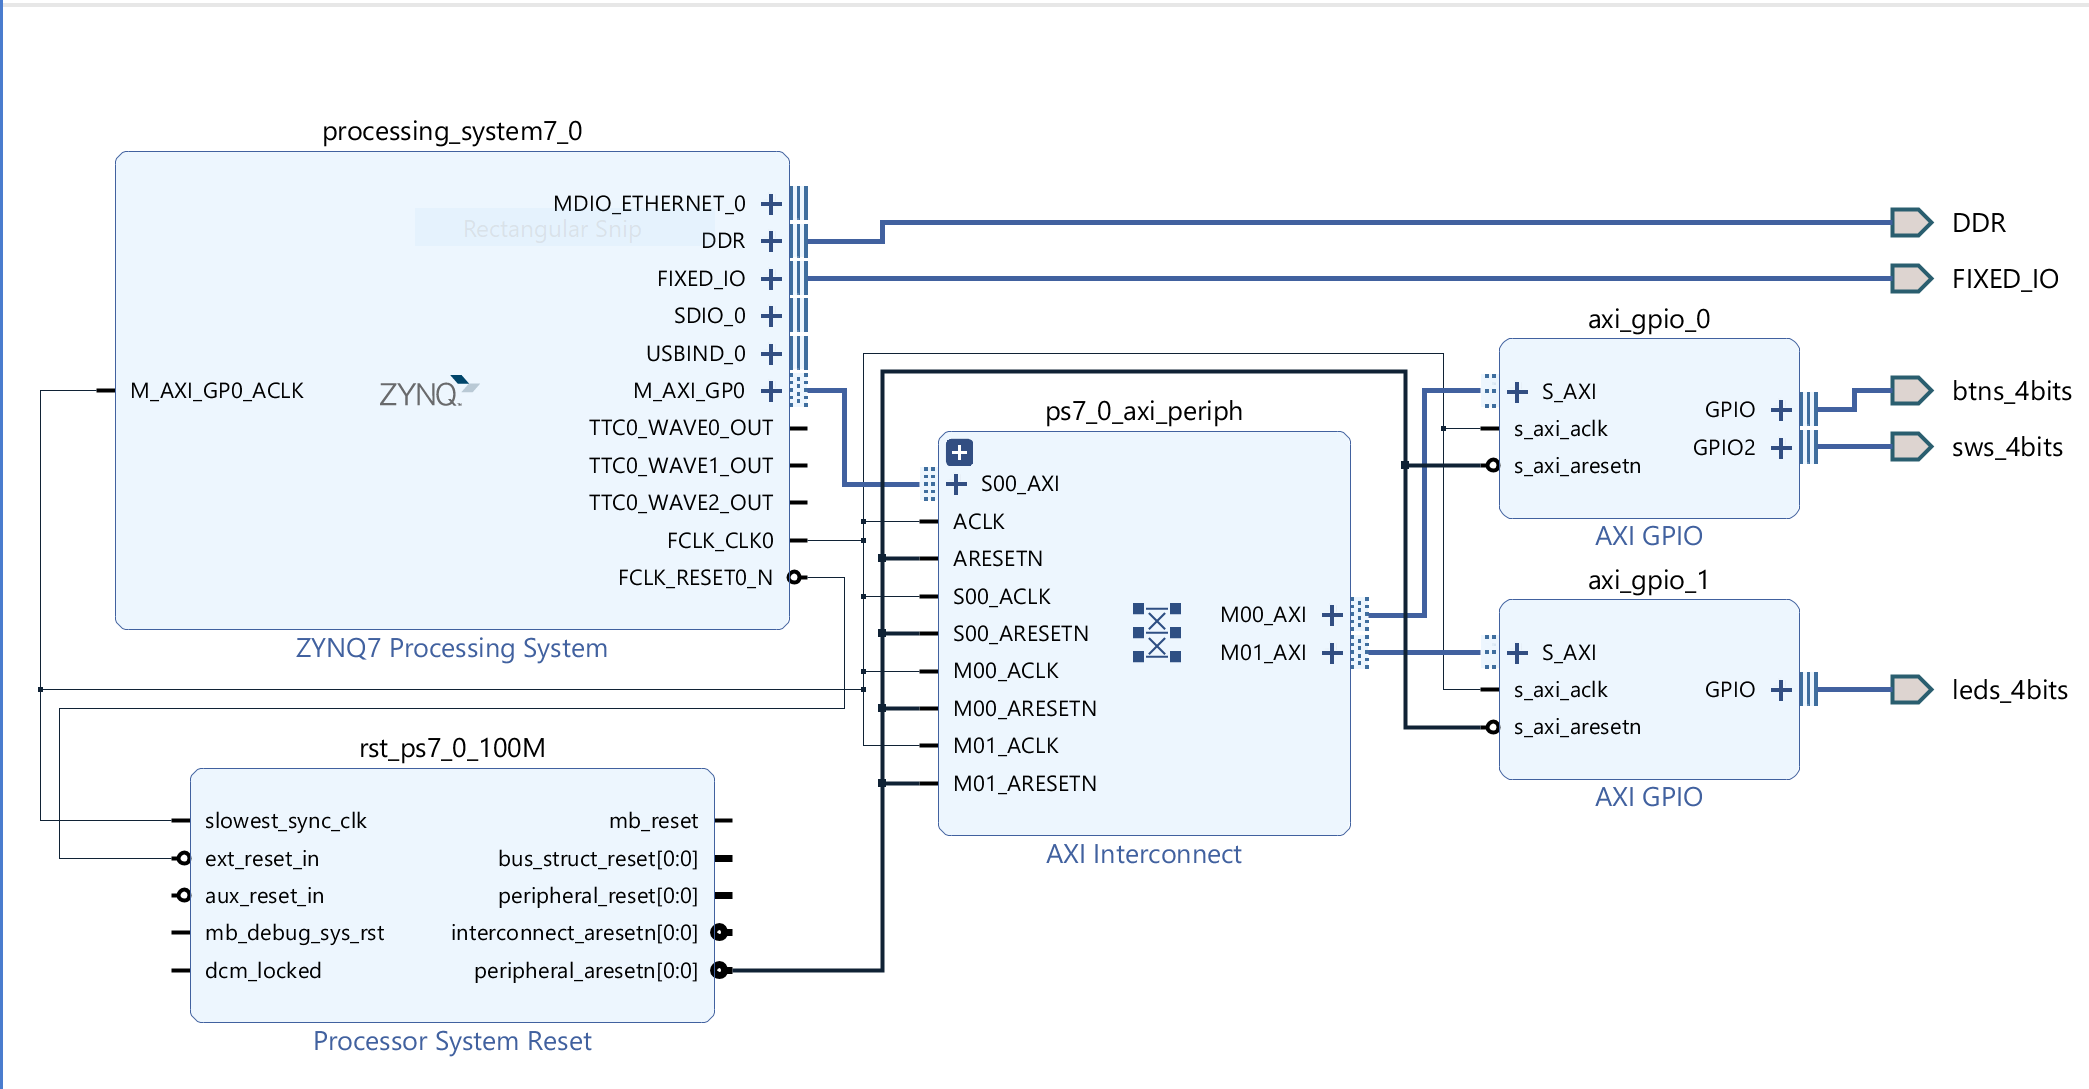 processing_system7_0
MDIO_ETHERNET_0
Rectangular Snip
DDR
FIXED_IO
SDIO_0
USBIND_0
M_AXI_GP0_ACLK
ZYNQ
M_AXI_GP0
TTC0_WAVE0_OUT
TTC0_WAVE1_OUT
TTC0_WAVE2_OUT
FCLK_CLK0
FCLK_RESET0_N
ZYNQ7 Processing System
rst_ps7_0_100M
slowest_sync_clk
ext_reset_in
aux_reset_in
mb_debug_sys_rst
dcm_locked
mb_reset
bus_struct_reset[0:0]
peripheral_reset[0:0]
interconnect_aresetn[0:0]
peripheral_aresetn[0:0]
Processor System Reset
ps7_0_axi_periph
S00_AXI
ACLK
ARESETN
S00_ACLK
S00_ARESETN
M00_ACLK
M00_ARESETN
M01_ACLK
M01_ARESETN
M00_AXI
M01_AXI
AXI Interconnect
axi_gpio_0
S_AXI
s_axi_aclk
s_axi_aresetn
GPIO
GPIO2
AXI GPIO
axi_gpio_1
S_AXI
s_axi_aclk
s_axi_aresetn
GPIO
AXI GPIO
DDR
FIXED_IO
btns_4bits
sws_4bits
leds_4bits